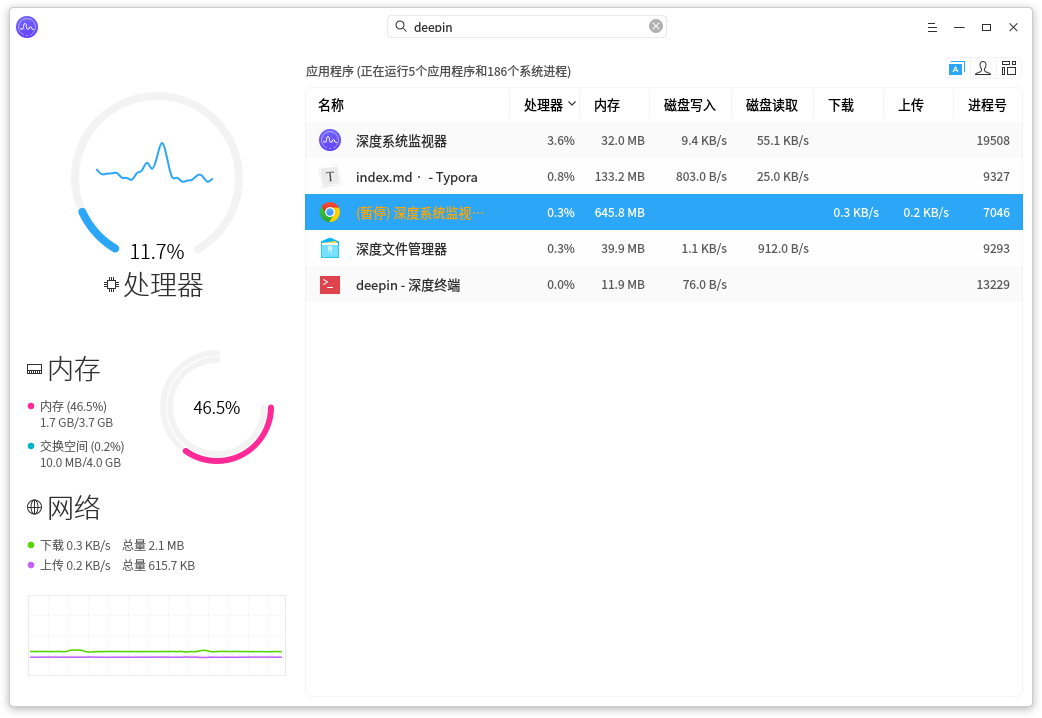 deepin
应用程序 (正在运行5个应用程序和186个系统进程)
名称 处理器 内存 磁盘写入 磁盘读取 下载 上传 进程号
深度系统监视器 3.6% 32.0 MB 9.4 KB/s 55.1 KB/s 19508
T index.md · - Typora 0.8% 133.2 MB 803.0 B/s 25.0 KB/s 9327
(暂停) 深度系统监视… 0.3% 645.8 MB 0.3 KB/s 0.2 KB/s 7046
深度文件管理器 0.3% 39.9 MB 1.1 KB/s 912.0 B/s 9293
deepin - 深度终端 0.0% 11.9 MB 76.0 B/s 13229
11.7%
处理器
内存
内存 (46.5%)
1.7 GB/3.7 GB
交换空间 (0.2%)
10.0 MB/4.0 GB
46.5%
网络
下载 0.3 KB/s 总量 2.1 MB
上传 0.2 KB/s 总量 615.7 KB